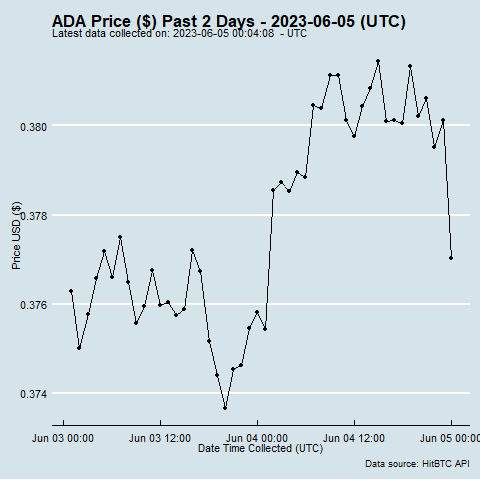 ADA Price ($) Past 2 Days - 2023-06-05 (UTC)
Latest data collected on: 2023-06-05 00:04:08 - UTC
Price USD ($)
0.380
0.378
0.376
0.374
Jun 03 00:00 Jun 03 12:00 Jun 04 00:00 Jun 04 12:00 Jun 05 00:00
Date Time Collected (UTC)
Data source: HitBTC API